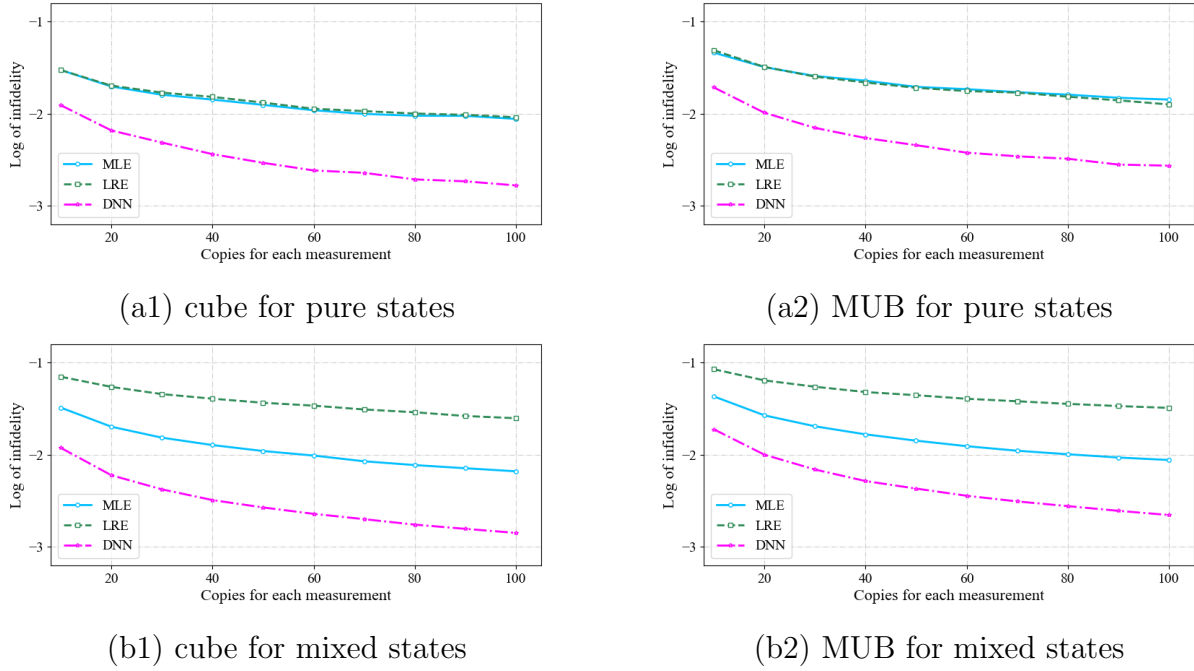 −1
−2
−3
Log of infidelity
MLE
LRE
DNN
20
40
60
80
100
Copies for each measurement
(a1) cube for pure states
−1
−2
−3
Log of infidelity
MLE
LRE
DNN
20
40
60
80
100
Copies for each measurement
(a2) MUB for pure states
−1
−2
−3
Log of infidelity
MLE
LRE
DNN
20
40
60
80
100
Copies for each measurement
(b1) cube for mixed states
−1
−2
−3
Log of infidelity
MLE
LRE
DNN
20
40
60
80
100
Copies for each measurement
(b2) MUB for mixed states